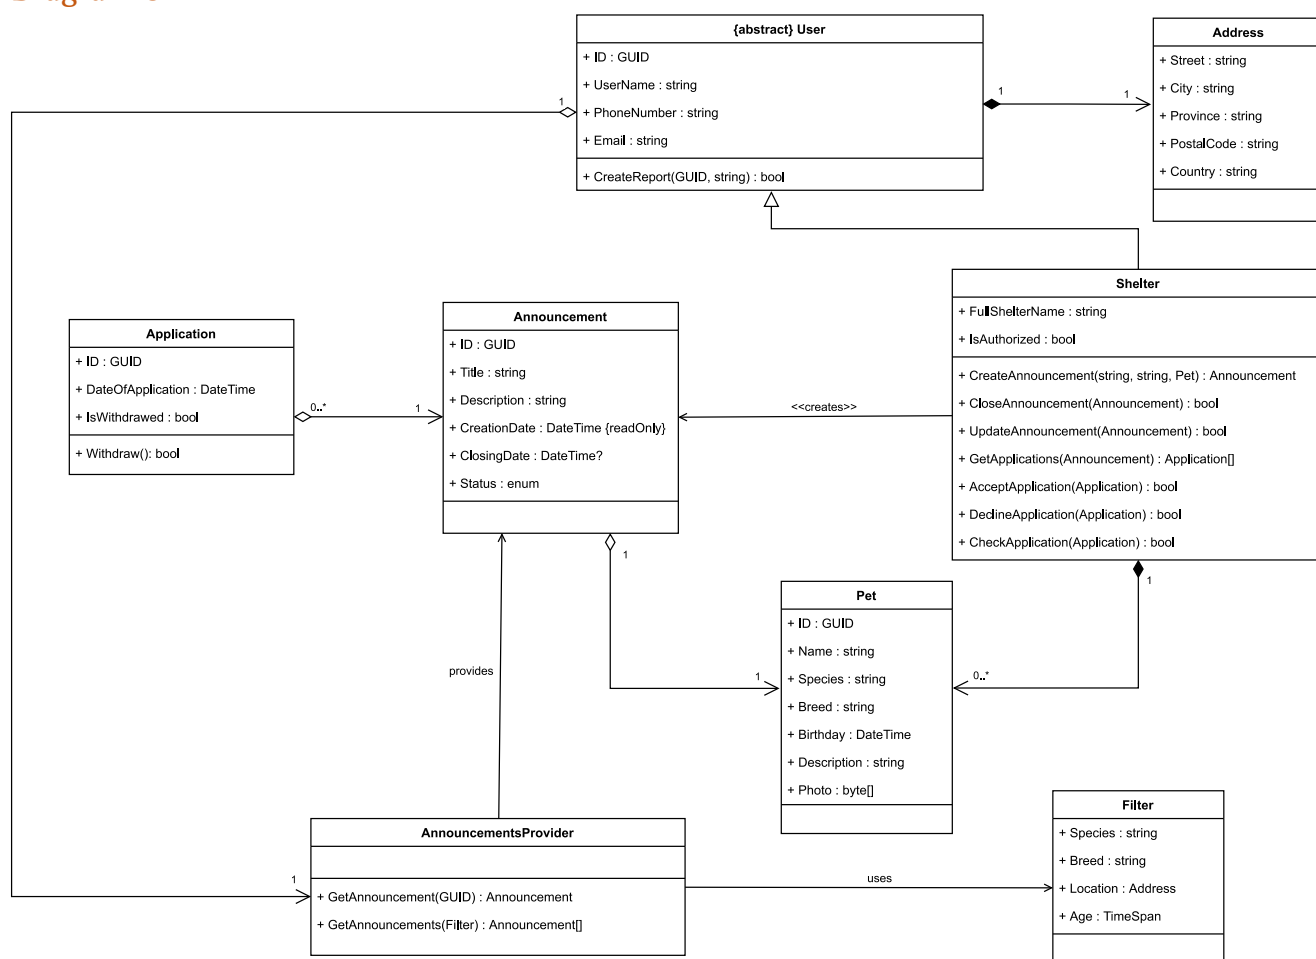 {abstract} User
+ ID : GUID
+ UserName : string
+ PhoneNumber : string
+ Email : string
+ CreateReport(GUID, string) : bool
1
1
1
Address
+ Street : string
+ City : string
+ Province : string
+ PostalCode : string
+ Country : string
Shelter
+ FullShelterName : string
+ IsAuthorized : bool
+ CreateAnnouncement(string, string, Pet) : Announcement
+ CloseAnnouncement(Announcement) : bool
+ UpdateAnnouncement(Announcement) : bool
+ GetApplications(Announcement) : Application[]
+ AcceptApplication(Application) : bool
+ DeclineApplication(Application) : bool
+ CheckApplication(Application) : bool
Application
+ ID : GUID
+ DateOfApplication : DateTime
+ IsWithdrawed : bool
+ Withdraw(): bool
0..*
1
Announcement
+ ID : GUID
+ Title : string
+ Description : string
+ CreationDate : DateTime {readOnly}
+ ClosingDate : DateTime?
+ Status : enum
<<creates>>
1
1
Pet
+ ID : GUID
+ Name : string
+ Species : string
+ Breed : string
+ Birthday : DateTime
+ Description : string
+ Photo : byte[]
1
0..*
provides
AnnouncementsProvider
+ GetAnnouncement(GUID) : Announcement
+ GetAnnouncements(Filter) : Announcement[]
1
uses
Filter
+ Species : string
+ Breed : string
+ Location : Address
+ Age : TimeSpan